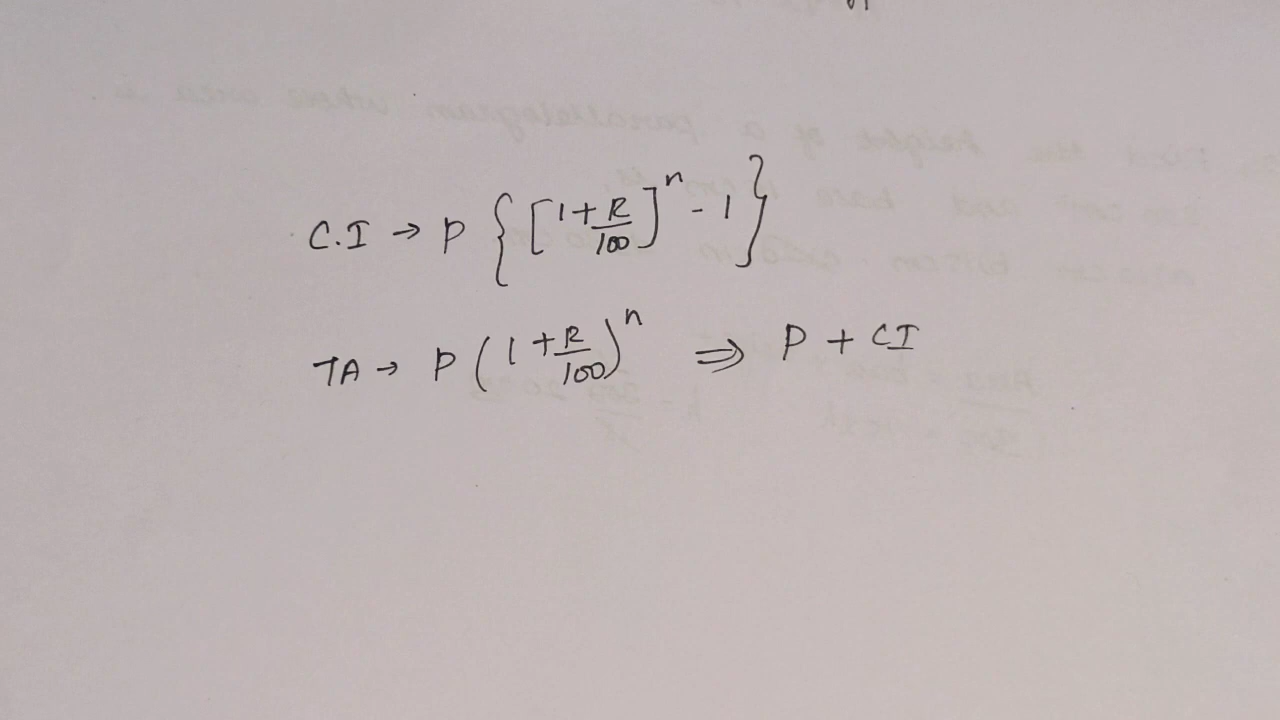 C.I → P { [ 1 + R/100 ]ⁿ - 1 }
TA → P ( 1 + R/100 )ⁿ ⇒ P + CI